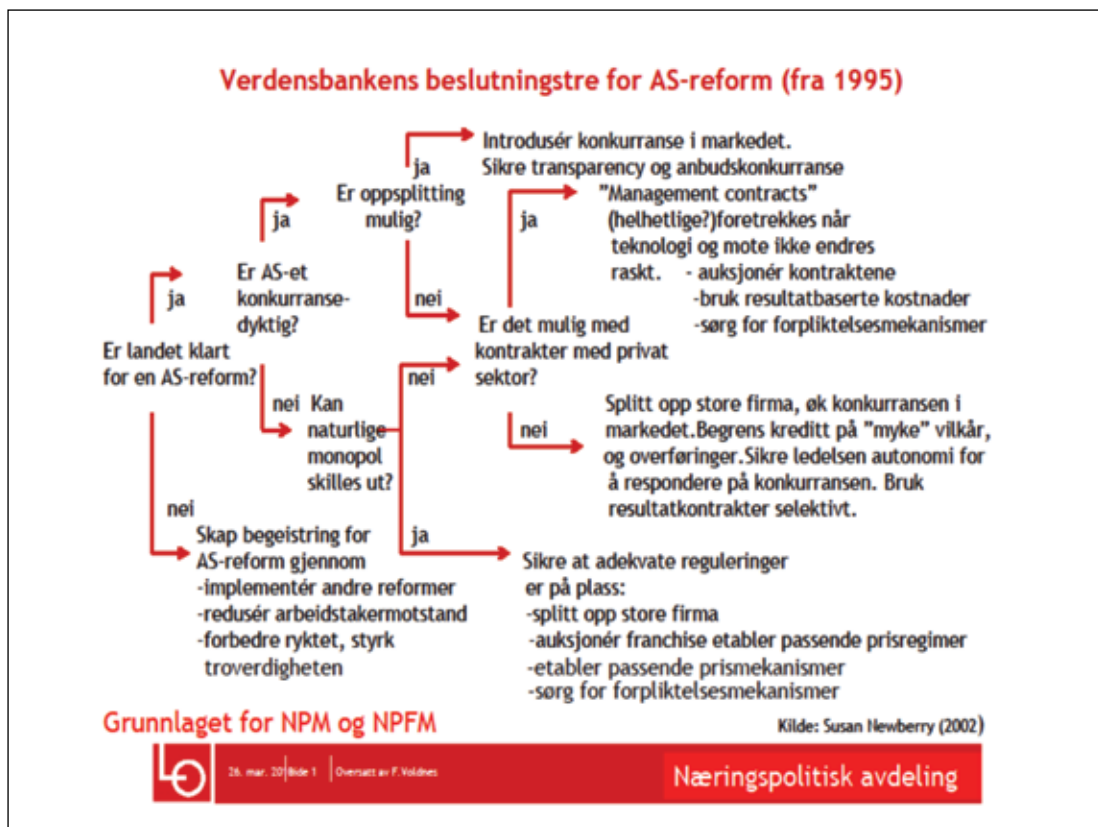 Verdensbankens beslutningstre for AS-reform (fra 1995)
Introdusér konkurranse i markedet.
Sikre transparency og anbudskonkurranse
ja
Er oppsplitting
mulig?
"Management contracts"
(helhetlige?)foretrekkes når
teknologi og mote ikke endres
raskt. - auksjonér kontraktene
-bruk resultatbaserte kostnader
-sørg for forpliktelsesmekanismer
ja
ja
Er AS-et
konkurranse-
dyktig?
nei
ja
Er det mulig med
kontrakter med privat
sektor?
Er landet klart
for en AS-reform?
nei
nei Kan
naturlige
monopol
skilles ut?
nei
Splitt opp store firma, øk konkurransen i
markedet.Begrens kreditt på "myke" vilkår,
og overføringer.Sikre ledelsen autonomi for
å respondere på konkurransen. Bruk
resultatkontrakter selektivt.
nei
Skap begeistring for
AS-reform gjennom
-implementér andre reformer
-redusér arbeidstakermotstand
-forbedre ryktet, styrk
troverdigheten
ja
Sikre at adekvate reguleringer
er på plass:
-splitt opp store firma
-auksjonér franchise etabler passende prisregimer
-etabler passende prismekanismer
-sørg for forpliktelsesmekanismer
Grunnlaget for NPM og NPFM
Kilde: Susan Newberry (2002)
LO
26. mar. 1
Oversatt av F.Voldnes
Næringspolitisk avdeling